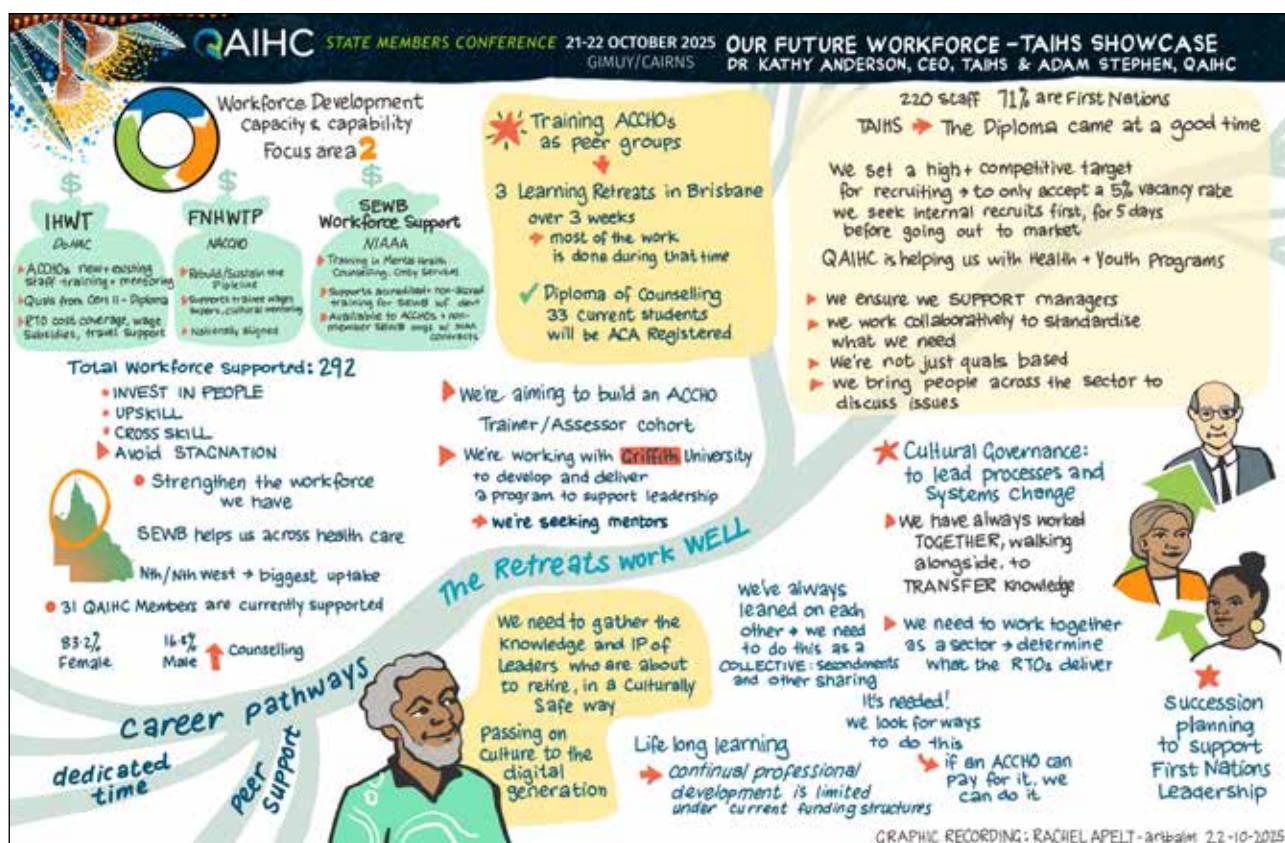 QAIHC STATE MEMBERS CONFERENCE 21-22 OCTOBER 2025
GIMUY/CAIRNS
OUR FUTURE WORKFORCE - TAIHS SHOWCASE
DR KATHY ANDERSON, CEO, TAIHS & ADAM STEPHEN, QAIHC
Workforce Development
Capacity & capability
Focus area 2
$
$
$
IHWT
DoHAC
ACCHOs new + existing
staff training + mentoring
Quals from Cert II - Diploma
RTO cost coverage, wage
Subsidies, travel support
FNHWTP
NACCHO
Rebuild/Sustain the
Pipeline
Supports trainee wages
cultural mentoring
Nationally aligned
SEWB
Workforce Support
NIAA
Training in Mental Health
Counselling, Cmty Services
Supports accredited + non-accred
training for SEWB wf. devt
Available to ACCHOs + non-
member SEWB orgs w/
contracts
Total Workforce Supported: 292
INVEST IN PEOPLE
UPSKILL
CROSS SKILL
Avoid STAGNATION
Strengthen the workforce
we have
SEWB helps us across health care
Nth/Nth West → biggest uptake
31 QAIHC Members are currently supported
83.2%
Female
Male
Counselling
Training ACCHOs
as peer groups
3 Learning Retreats in Brisbane
over 3 weeks
most of the work
is done during that time
✓ Diploma of Counselling
33 current students
will be ACA Registered
We're aiming to build an ACCHO
Trainer/Assessor cohort
We're working with Griffith University
to develop and deliver
a program to support leadership
we're seeking mentors
The Retreats work WELL
career pathways
dedicated
time
peer
support
220 staff 71% are First Nations
TAIHS → The Diploma came at a good time
We set a high + competitive target
for recruiting → to only accept a 5% vacancy rate
we seek internal recruits first, for 5 days
before going out to market
QAIHC is helping us with Health + Youth Programs
we ensure we SUPPORT managers
we work collaboratively to standardise
what we need
We're not just quals based
we bring people across the sector to
discuss issues
Cultural Governance:
to lead processes and
Systems change
We have always worked
TOGETHER, walking
alongside, to
TRANSFER Knowledge
we need to work together
as a sector → determine
what the RTOs deliver
We need to gather the
Knowledge and IP of
Leaders who are about
to retire, in a Culturally
Safe way
Passing on
Culture to the
digital
generation
we've always
leaned on each
other → we need
to do this as a
COLLECTIVE: secondments
and other sharing
It's needed!
we look for ways
to do this
if an ACCHO can
pay for it, we
can do it
Life long learning
continual professional
development is limited
under current funding structures
Succession
planning
to support
First Nations
Leadership
GRAPHIC RECORDING: RACHEL APELT - artbalm 22-10-2025